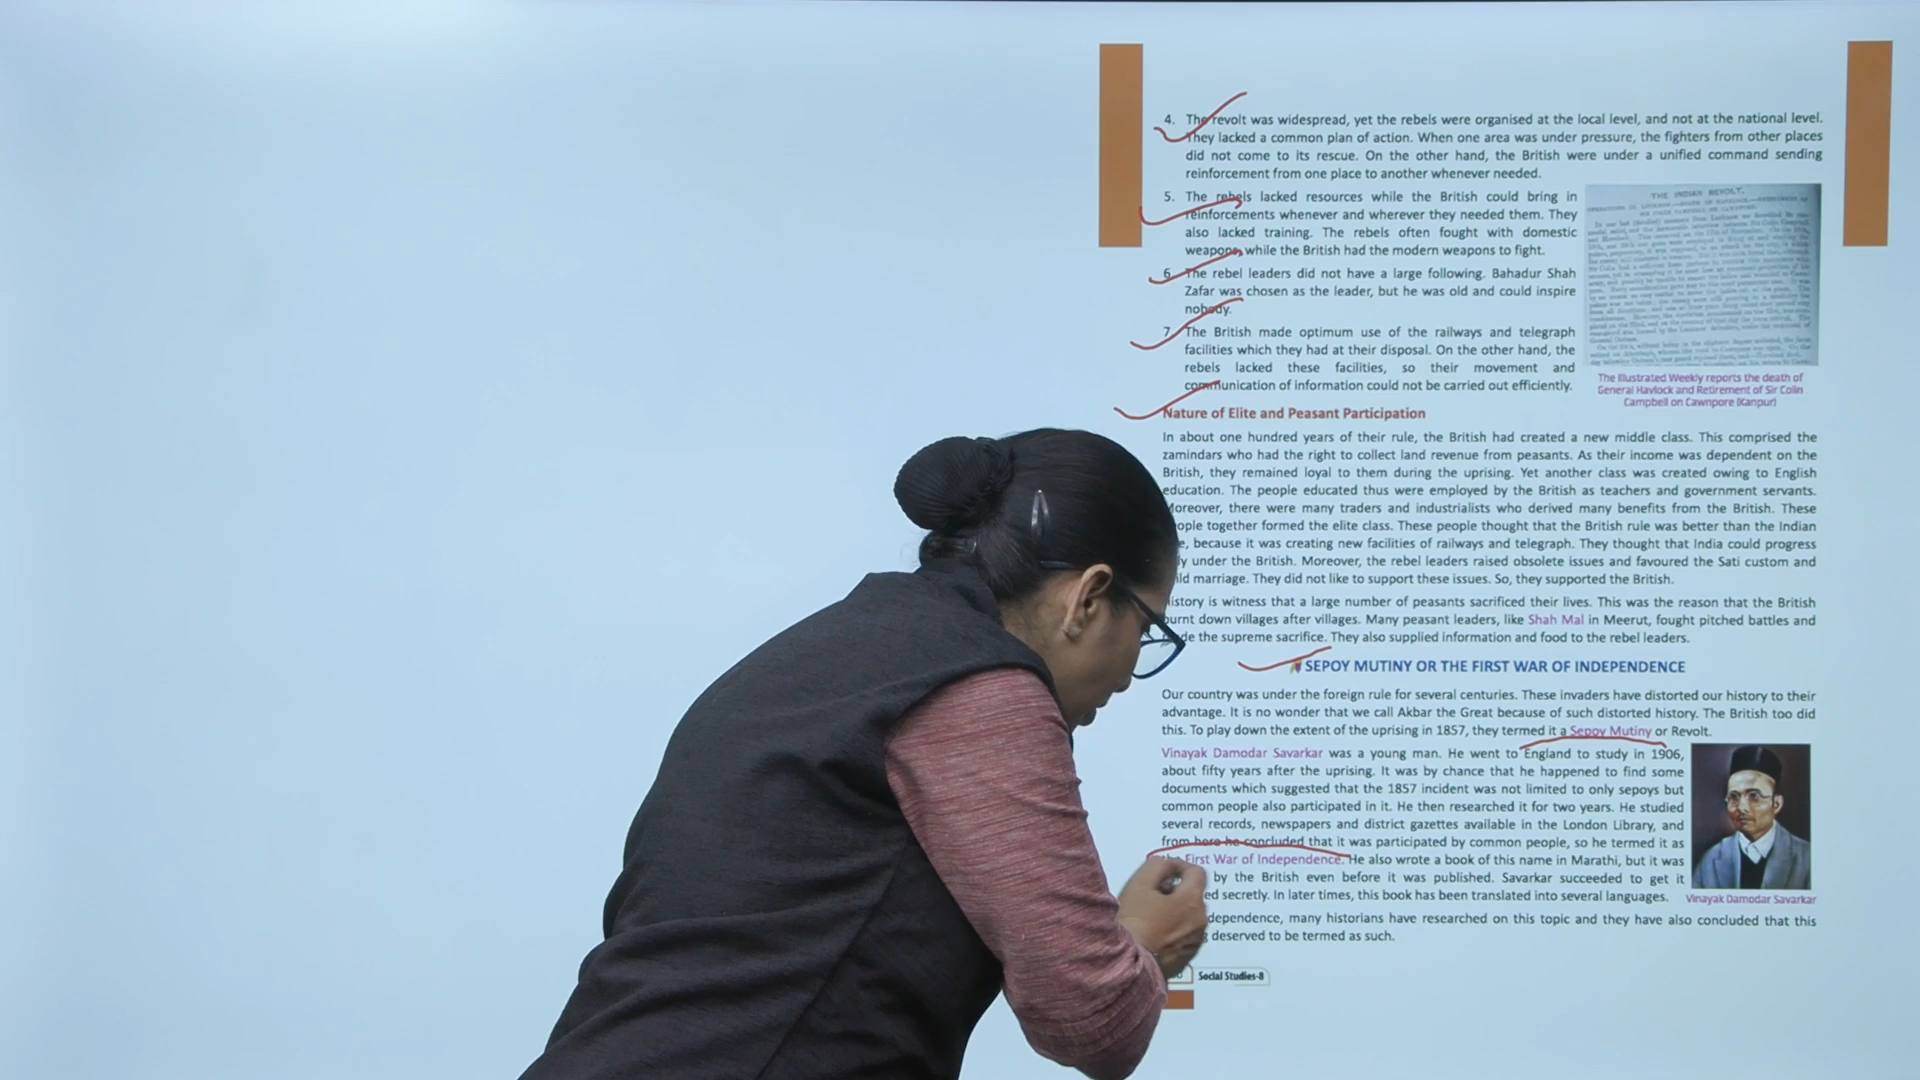 4. The revolt was widespread, yet the rebels were organised at the local level, and not at the national level.
They lacked a common plan of action. When one area was under pressure, the fighters from other places
did not come to its rescue. On the other hand, the British were under a unified command sending
reinforcement from one place to another whenever needed.
5. The rebels lacked resources while the British could bring in
reinforcements whenever and wherever they needed them. They
also lacked training. The rebels often fought with domestic
weapons, while the British had the modern weapons to fight.
6. The rebel leaders did not have a large following. Bahadur Shah
Zafar was chosen as the leader, but he was old and could inspire
nobody.
7. The British made optimum use of the railways and telegraph
facilities which they had at their disposal. On the other hand, the
rebels lacked these facilities, so their movement and
communication of information could not be carried out efficiently.
THE INDIAN REVOLT.
The Illustrated Weekly reports the death of
General Havlock and Retirement of Sir Colin
Campbell on Cawnpore (Kanpur)
Nature of Elite and Peasant Participation
In about one hundred years of their rule, the British had created a new middle class. This comprised the
zamindars who had the right to collect land revenue from peasants. As their income was dependent on the
British, they remained loyal to them during the uprising. Yet another class was created owing to English
education. The people educated thus were employed by the British as teachers and government servants.
Moreover, there were many traders and industrialists who derived many benefits from the British. These
people together formed the elite class. These people thought that the British rule was better than the Indian
because it was creating new facilities of railways and telegraph. They thought that India could progress
under the British. Moreover, the rebel leaders raised obsolete issues and favoured the Sati custom and
marriage. They did not like to support these issues. So, they supported the British.
History is witness that a large number of peasants sacrificed their lives. This was the reason that the British
burnt down villages after villages. Many peasant leaders, like Shah Mal in Meerut, fought pitched battles and
the supreme sacrifice. They also supplied information and food to the rebel leaders.
SEPOY MUTINY OR THE FIRST WAR OF INDEPENDENCE
Our country was under the foreign rule for several centuries. These invaders have distorted our history to their
advantage. It is no wonder that we call Akbar the Great because of such distorted history. The British too did
this. To play down the extent of the uprising in 1857, they termed it a Sepoy Mutiny or Revolt.
Vinayak Damodar Savarkar was a young man. He went to England to study in 1906,
about fifty years after the uprising. It was by chance that he happened to find some
documents which suggested that the 1857 incident was not limited to only sepoys but
common people also participated in it. He then researched it for two years. He studied
several records, newspapers and district gazettes available in the London Library, and
from here he concluded that it was participated by common people, so he termed it as
First War of Independence. He also wrote a book of this name in Marathi, but it was
by the British even before it was published. Savarkar succeeded to get it
secretly. In later times, this book has been translated into several languages.
Vinayak Damodar Savarkar
many historians have researched on this topic and they have also concluded that this
deserved to be termed as such.
Social Studies-8